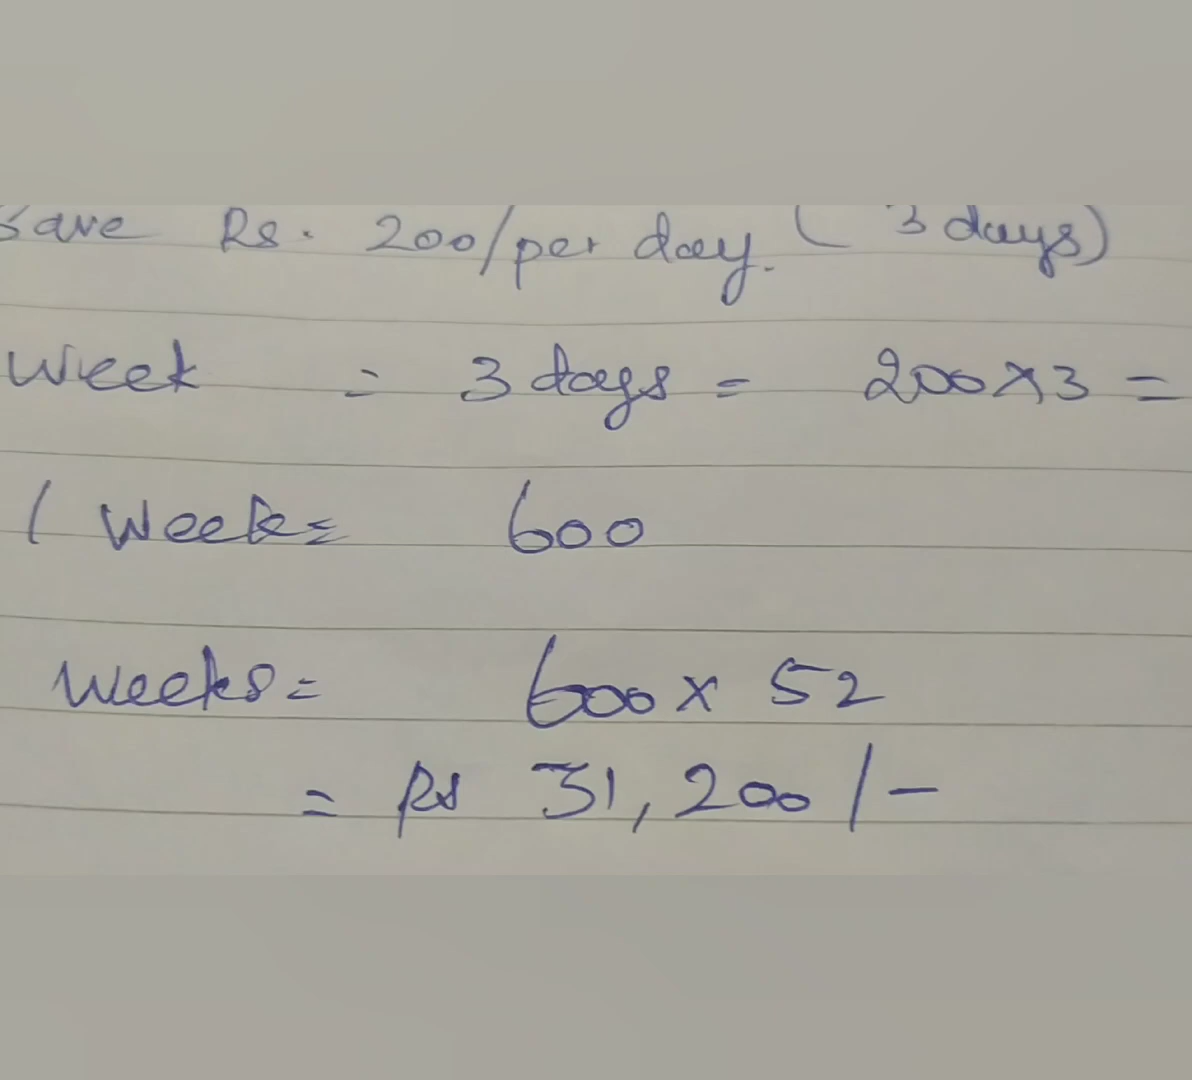 Save Rs. 200/per day. ( 3 days)
Week = 3 days = 200x3 =
1 Week = 600
Weeks = 600 x 52
= Rs 31,200/-